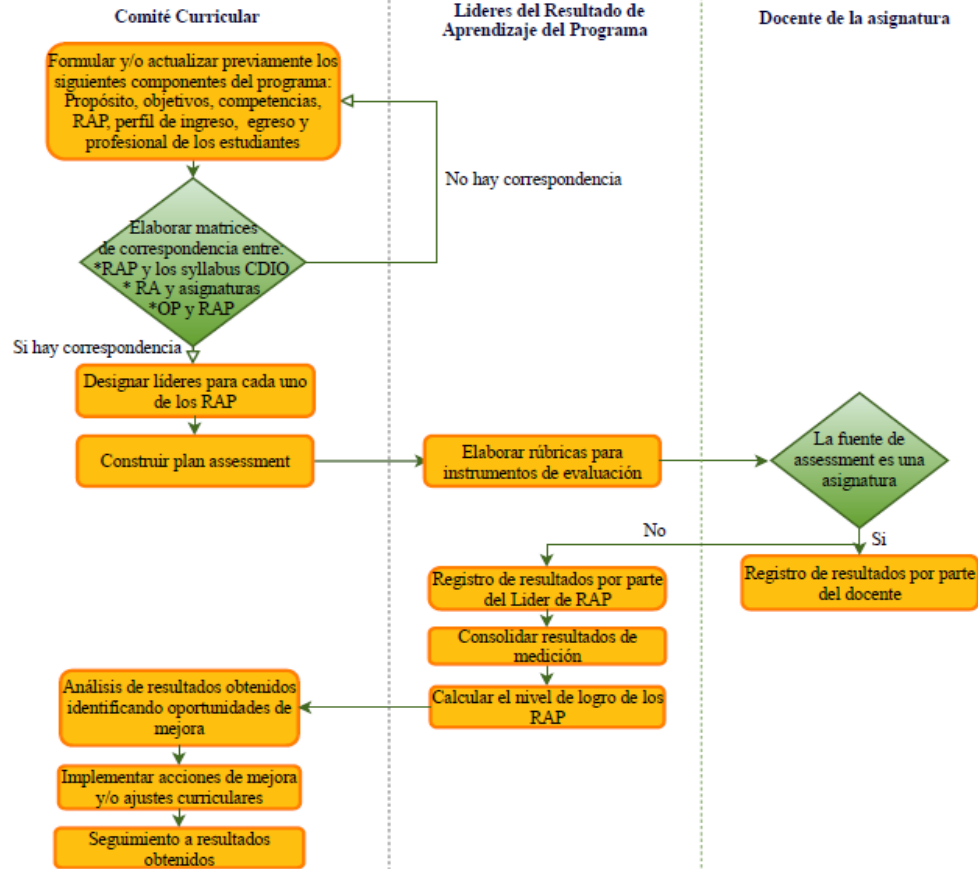 Comité Curricular
Lideres del Resultado de
Aprendizaje del Programa
Docente de la asignatura
Formular y/o actualizar previamente los
siguientes componentes del programa:
Propósito, objetivos, competencias,
RAP, perfil de ingreso, egreso y
profesional de los estudiantes
No hay correspondencia
Elaborar matrices
de correspondencia entre:
*RAP y los syllabus CDIO
* RA y asignaturas
*OP y RAP
Si hay correspondencia
Designar líderes para cada uno
de los RAP
Construir plan assessment
Elaborar rúbricas para
instrumentos de evaluación
La fuente de
assessment es una
asignatura
No
Si
Registro de resultados por parte
del Lider de RAP
Registro de resultados por parte
del docente
Consolidar resultados de
medición
Calcular el nivel de logro de los
RAP
Análisis de resultados obtenidos
identificando oportunidades de
mejora
Implementar acciones de mejora
y/o ajustes curriculares
Seguimiento a resultados
obtenidos